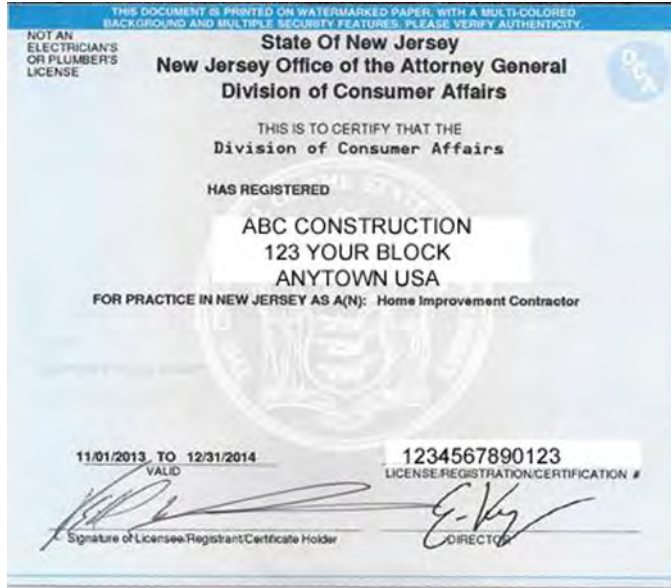 THIS DOCUMENT IS PRINTED ON WATERMARKED PAPER, WITH A MULTI-COLORED
BACKGROUND AND MULTIPLE SECURITY FEATURES. PLEASE VERIFY AUTHENTICITY.
NOT AN
ELECTRICIAN'S
OR PLUMBER'S
LICENSE
State Of New Jersey
New Jersey Office of the Attorney General
Division of Consumer Affairs
DCA
THIS IS TO CERTIFY THAT THE
Division of Consumer Affairs
HAS REGISTERED
ABC CONSTRUCTION
123 YOUR BLOCK
ANYTOWN USA
FOR PRACTICE IN NEW JERSEY AS A(N): Home Improvement Contractor
11/01/2013 TO 12/31/2014
VALID
1234567890123
LICENSE/REGISTRATION/CERTIFICATION #
Signature of Licensee/Registrant/Certificate Holder
DIRECTOR